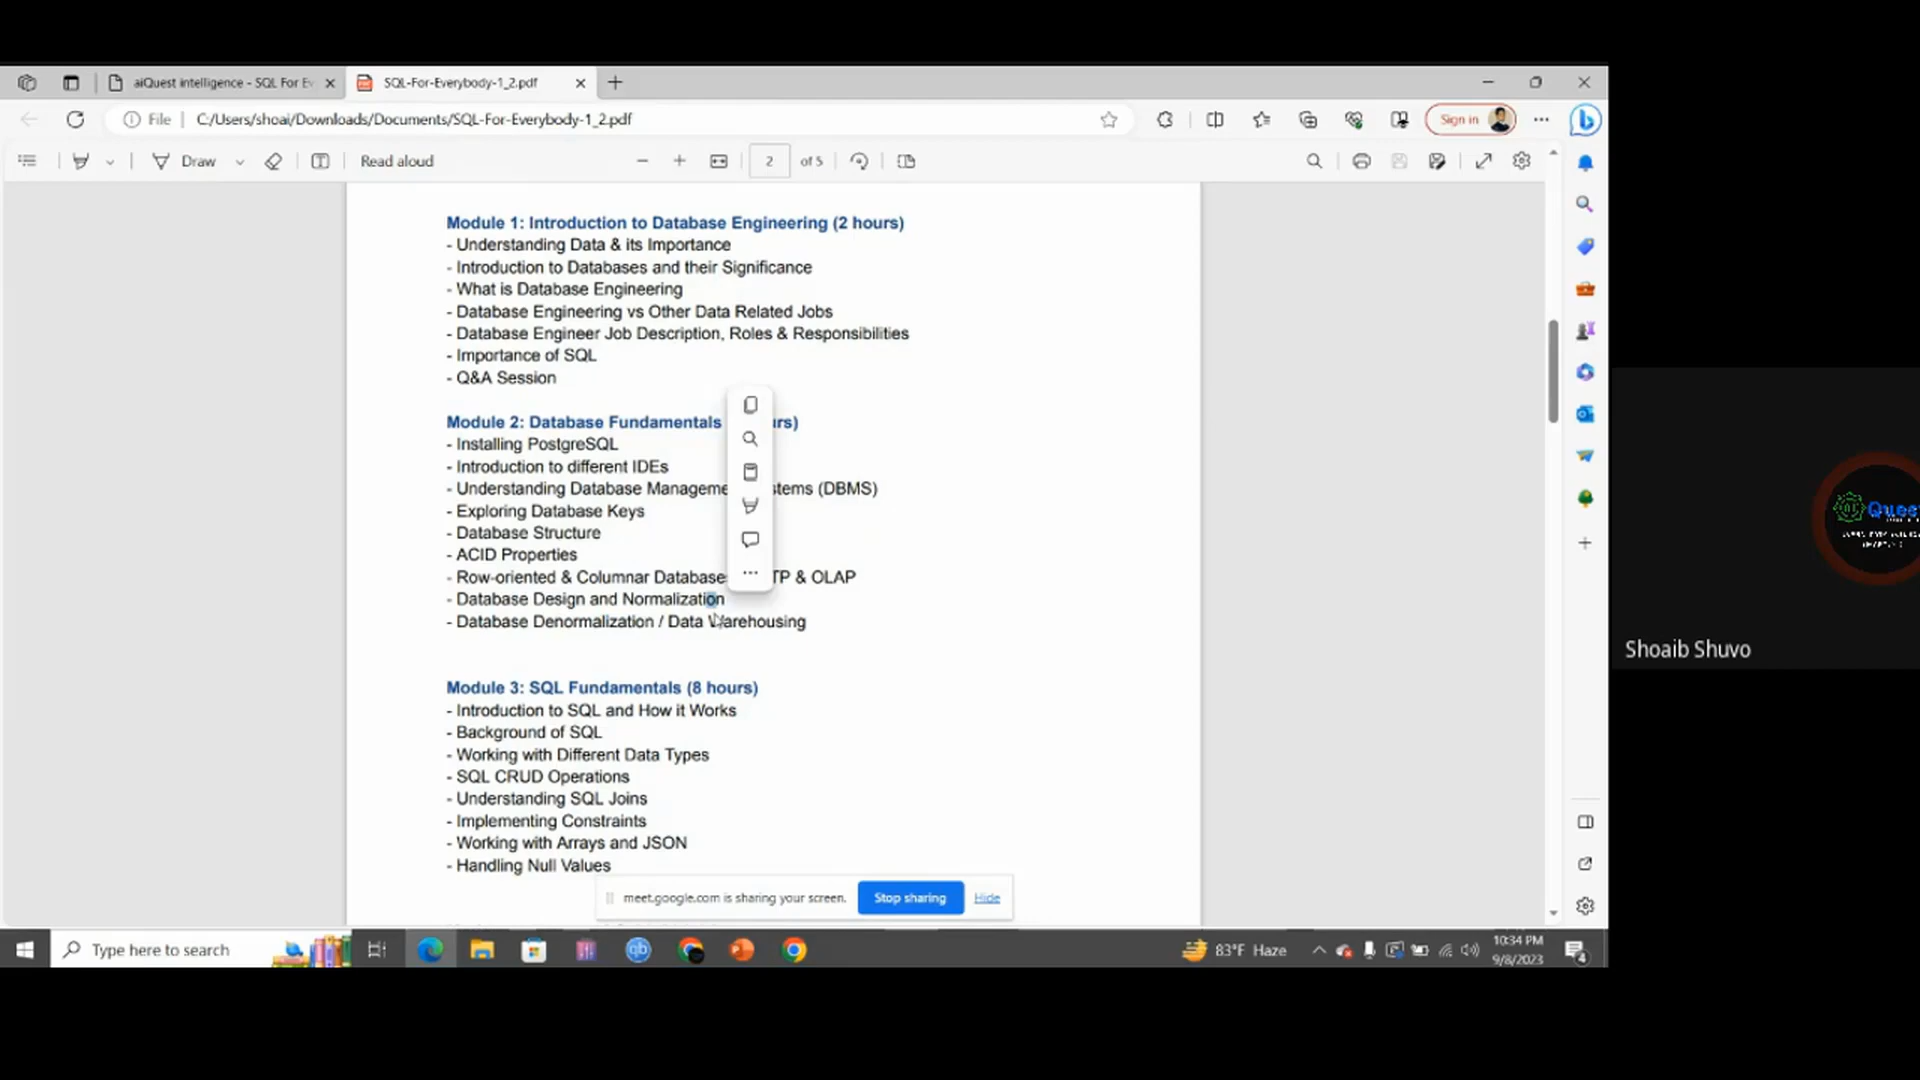 aiQuest intelligence - SQL For Ev
SQL-For-Everybody-1_2.pdf
File
C:/Users/shoai/Downloads/Documents/SQL-For-Everybody-1_2.pdf
Sign in
Draw
Read aloud
2
of 5
Module 1: Introduction to Database Engineering (2 hours)
- Understanding Data & its Importance
- Introduction to Databases and their Significance
- What is Database Engineering
- Database Engineering vs Other Data Related Jobs
- Database Engineer Job Description, Roles & Responsibilities
- Importance of SQL
- Q&A Session
Module 2: Database Fundamentals urs)
- Installing PostgreSQL
- Introduction to different IDEs
- Understanding Database Manageme stems (DBMS)
- Exploring Database Keys
- Database Structure
- ACID Properties
- Row-oriented & Columnar Database TP & OLAP
- Database Design and Normalization
- Database Denormalization / Data Warehousing
Module 3: SQL Fundamentals (8 hours)
- Introduction to SQL and How it Works
- Background of SQL
- Working with Different Data Types
- SQL CRUD Operations
- Understanding SQL Joins
- Implementing Constraints
- Working with Arrays and JSON
- Handling Null Values
meet.google.com is sharing your screen.
Stop sharing
Hide
Quest
Shoaib Shuvo
Type here to search
qb
83°F Haze
10:34 PM
9/8/2023
4